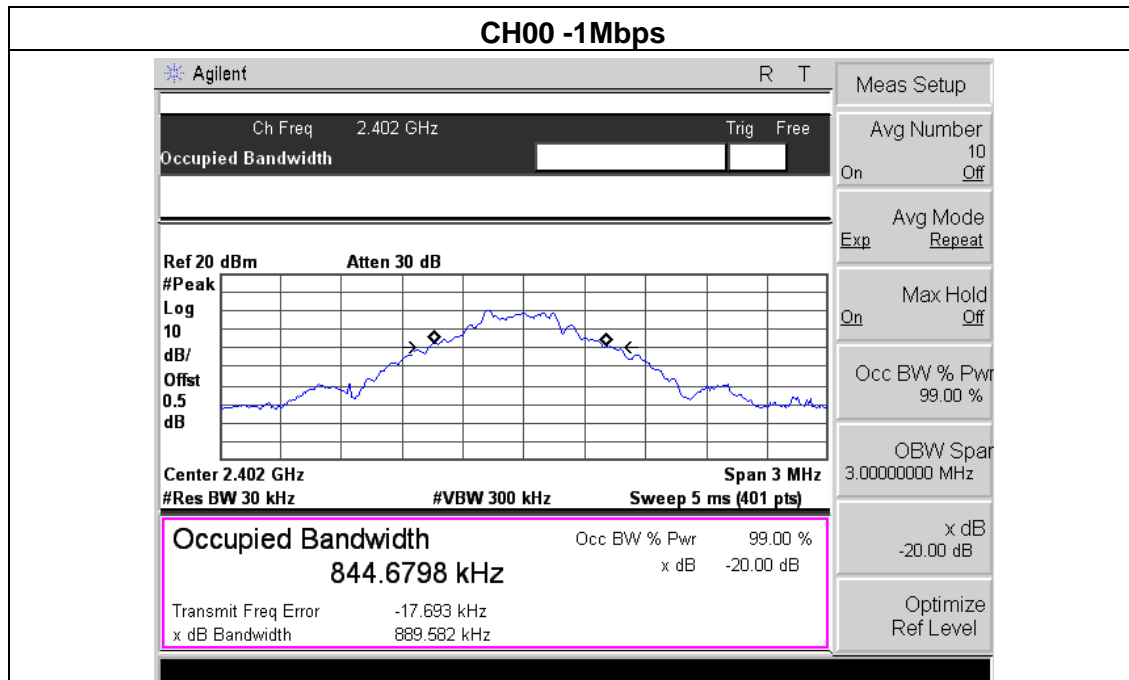 CH00 -1Mbps
Agilent R T
Ch Freq 2.402 GHz Trig Free
Occupied Bandwidth
Ref 20 dBm Atten 30 dB
#Peak
Log
10
dB/
Offst
0.5
dB
Center 2.402 GHz Span 3 MHz
#Res BW 30 kHz #VBW 300 kHz Sweep 5 ms (401 pts)
Occupied Bandwidth
844.6798 kHz
Occ BW % Pwr 99.00 %
x dB -20.00 dB
Transmit Freq Error -17.693 kHz
x dB Bandwidth 889.582 kHz
Meas Setup
Avg Number
10
On Off
Avg Mode
Exp Repeat
Max Hold
On Off
Occ BW % Pwr
99.00 %
OBW Span
3.00000000 MHz
x dB
-20.00 dB
Optimize
Ref Level